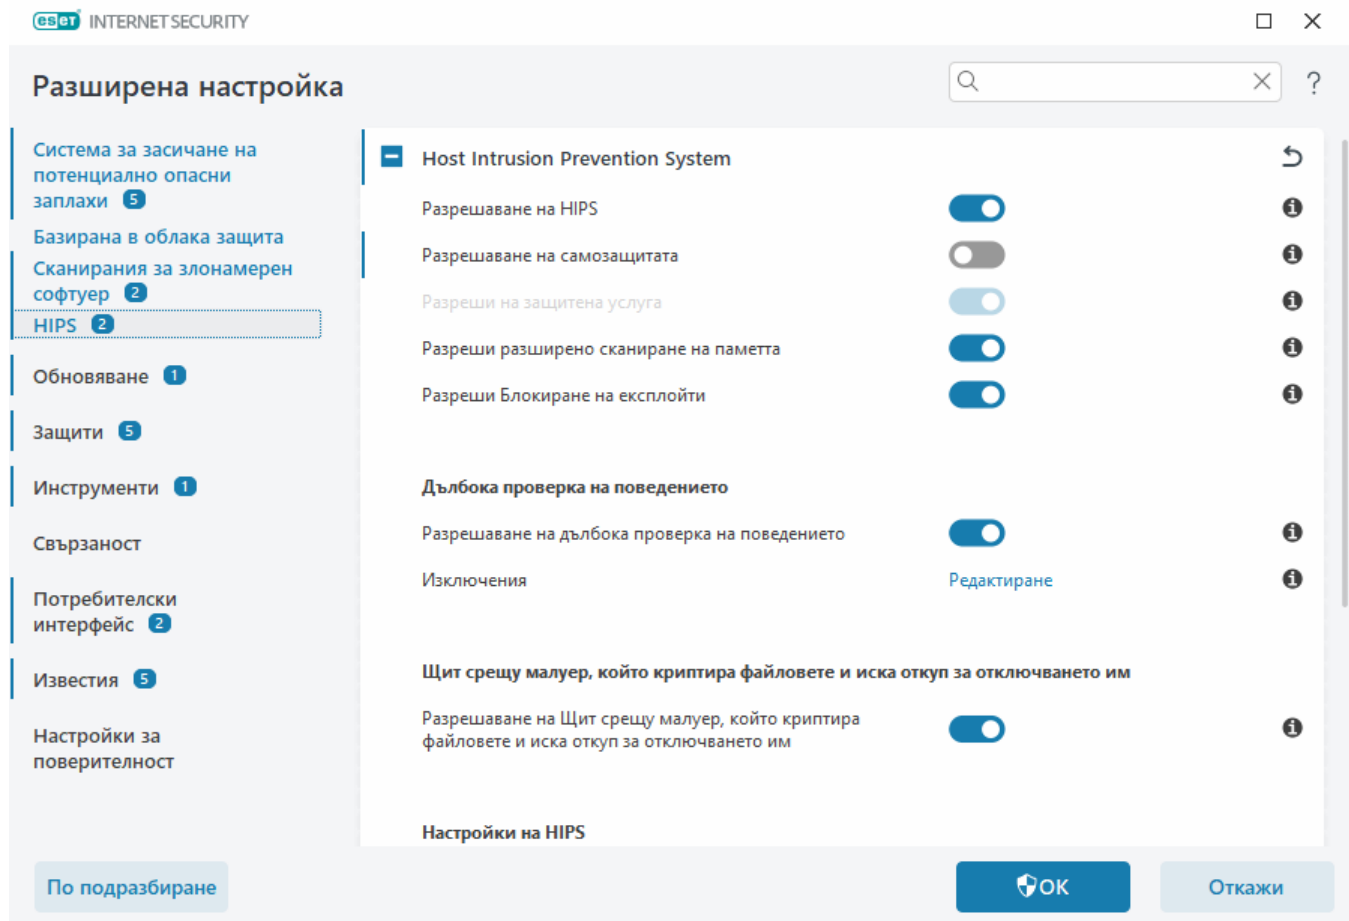 eset INTERNET SECURITY
Разширена настройка
?
Система за засичане на
потенциално опасни
заплахи 5
Базирана в облака защита
Сканирания за злонамерен
софтуер 2
HIPS 2
Обновяване 1
Защити 5
Инструменти 1
Свързаност
Потребителски
интерфейс 2
Известия 5
Настройки за
поверителност
Host Intrusion Prevention System
Разрешаване на HIPS
Разрешаване на самозащитата
Разреши на защитена услуга
Разреши разширено сканиране на паметта
Разреши Блокиране на експлойти
Дълбока проверка на поведението
Разрешаване на дълбока проверка на поведението
Изключения Редактиране
Щит срещу малуер, който криптира файловете и иска откуп за отключването им
Разрешаване на Щит срещу малуер, който криптира
файловете и иска откуп за отключването им
Настройки на HIPS
По подразбиране
ОК
Откажи